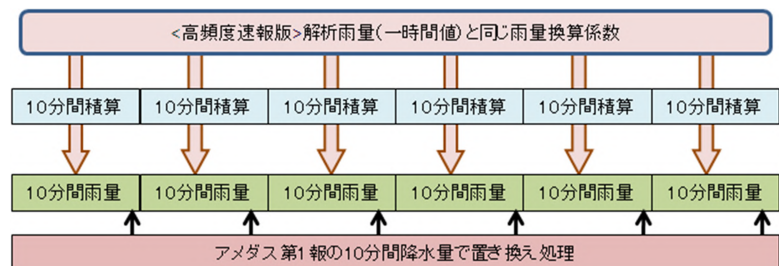 <高頻度速報版>解析雨量(一時間値)と同じ雨量換算係数
10分間積算 10分間積算 10分間積算 10分間積算 10分間積算 10分間積算
10分間雨量 10分間雨量 10分間雨量 10分間雨量 10分間雨量 10分間雨量
アメダス第1報の10分間降水量で置き換え処理